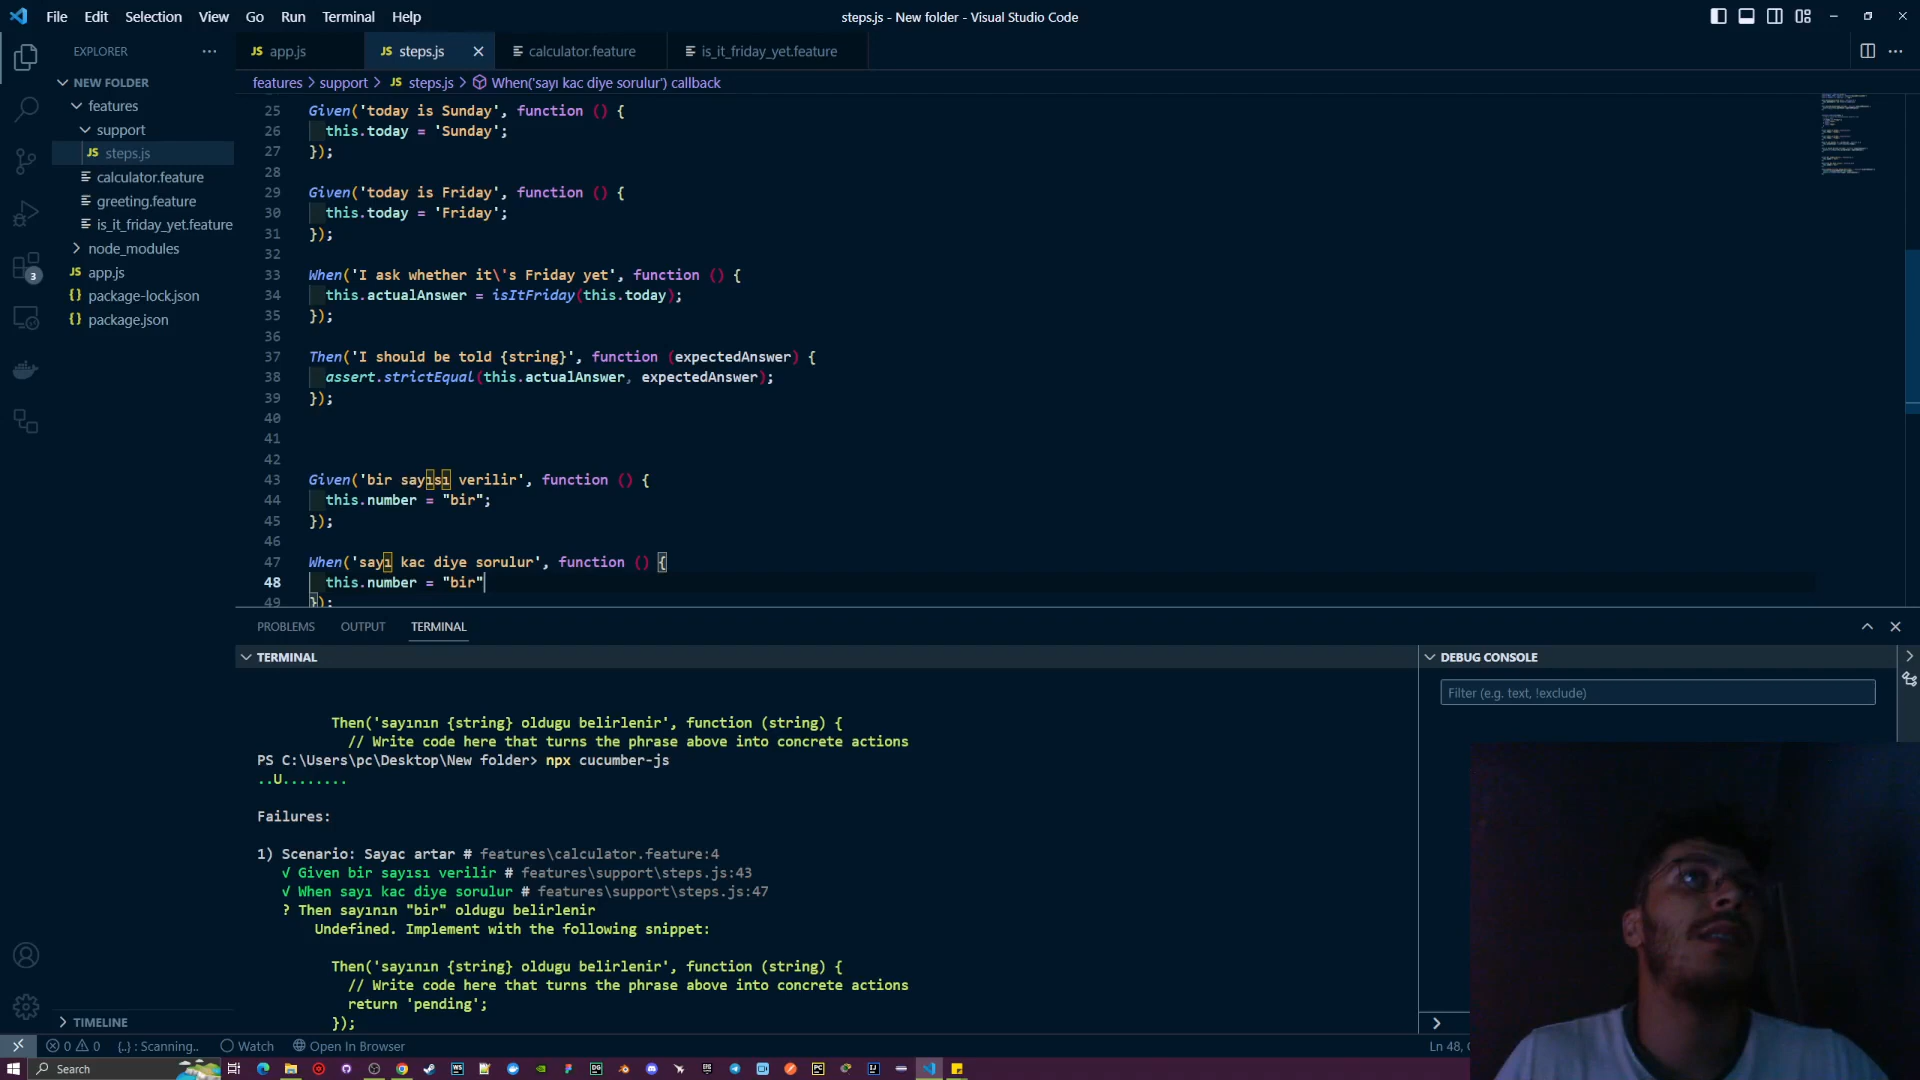 File Edit Selection View Go Run Terminal Help
steps.js - New folder - Visual Studio Code
EXPLORER
JS app.js
JS steps.js
calculator.feature
is_it_friday_yet.feature
NEW FOLDER
features
support
JS steps.js
calculator.feature
greeting.feature
is_it_friday_yet.feature
node_modules
JS app.js
{} package-lock.json
{} package.json
3
TIMELINE
features > support > JS steps.js > When('sayı kac diye sorulur') callback
25 Given('today is Sunday', function () {
26 this.today = 'Sunday';
27 });
28
29 Given('today is Friday', function () {
30 this.today = 'Friday';
31 });
32
33 When('I ask whether it\'s Friday yet', function () {
34 this.actualAnswer = isItFriday(this.today);
35 });
36
37 Then('I should be told {string}', function (expectedAnswer) {
38 assert.strictEqual(this.actualAnswer, expectedAnswer);
39 });
40
41
42
43 Given('bir sayısı verilir', function () {
44 this.number = "bir";
45 });
46
47 When('sayı kac diye sorulur', function () {
48 this.number = "bir"
49 });
PROBLEMS OUTPUT TERMINAL
TERMINAL
Then('sayının {string} oldugu belirlenir', function (string) {
// Write code here that turns the phrase above into concrete actions
PS C:\Users\pc\Desktop\New folder> npx cucumber-js
..U........
Failures:
1) Scenario: Sayac artar # features\calculator.feature:4
√ Given bir sayısı verilir # features\support\steps.js:43
√ When sayı kac diye sorulur # features\support\steps.js:47
? Then sayının "bir" oldugu belirlenir
Undefined. Implement with the following snippet:
Then('sayının {string} oldugu belirlenir', function (string) {
// Write code here that turns the phrase above into concrete actions
return 'pending';
});
DEBUG CONSOLE
Filter (e.g. text, !exclude)
0 0 {..} : Scanning.. Watch Open In Browser
Ln 48,
Search